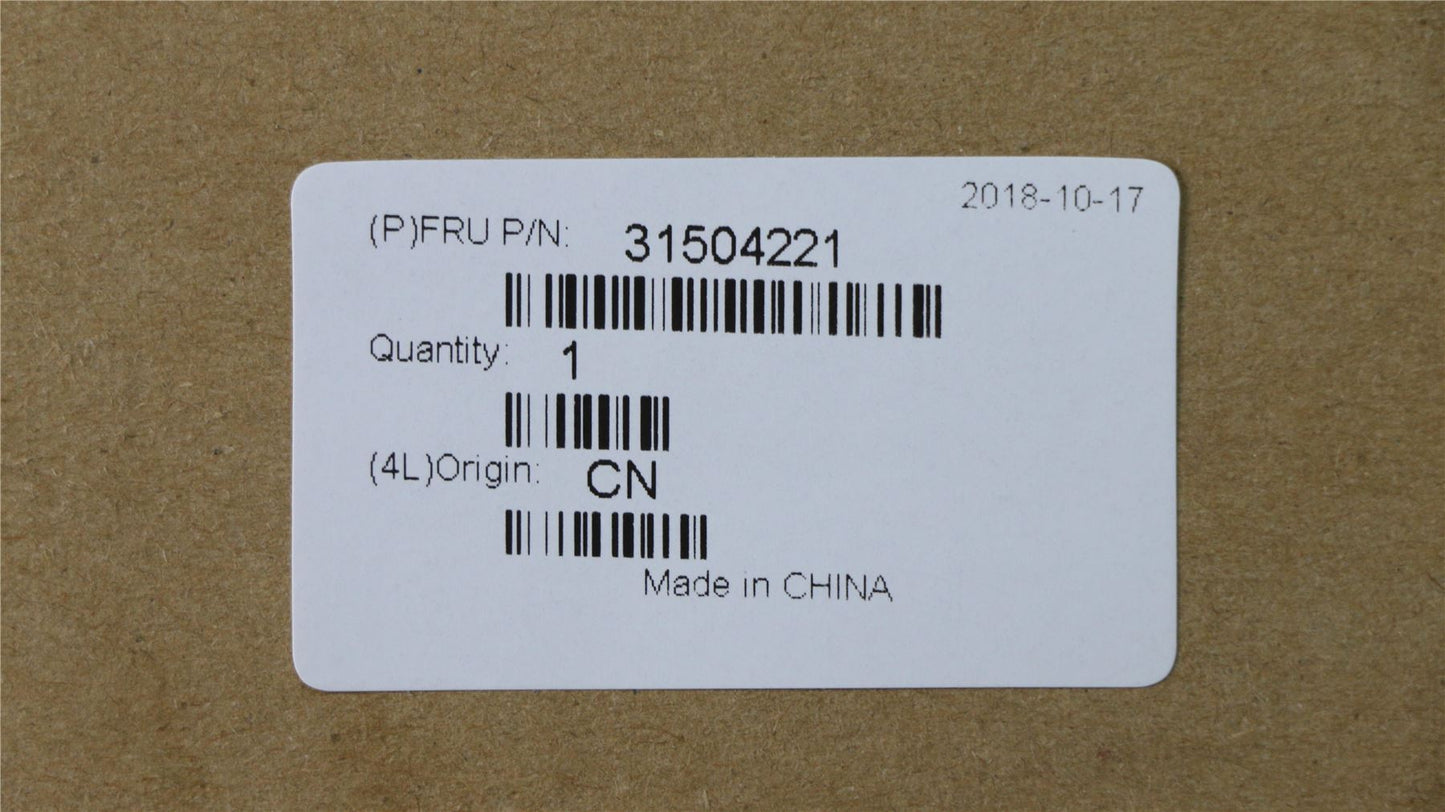 2018-10-17
(P)FRU P/N: 31504221
Quantity: 1
(4L)Origin: CN
Made in CHINA